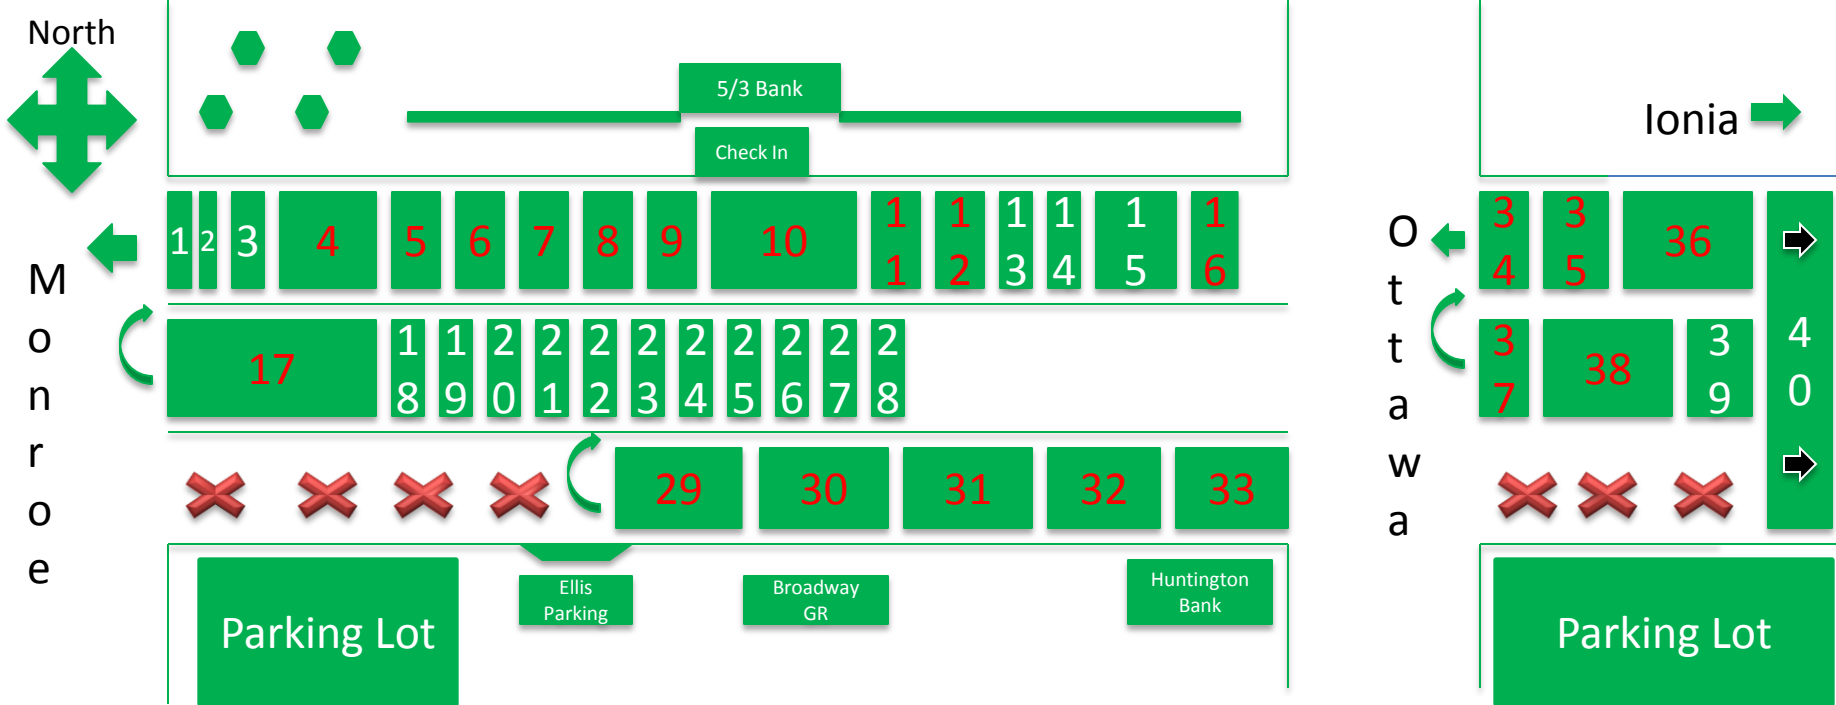 North
5/3 Bank
Check In
Ionia
Monroe
1 2 3 4 5 6 7 8 9 10 11 12 13 14 15 16
Ottawa
34 35 36
17 18 19 20 21 22 23 24 25 26 27 28
37 38 39 40
29 30 31 32 33
Parking Lot
Ellis
Parking
Broadway
GR
Huntington
Bank
Parking Lot